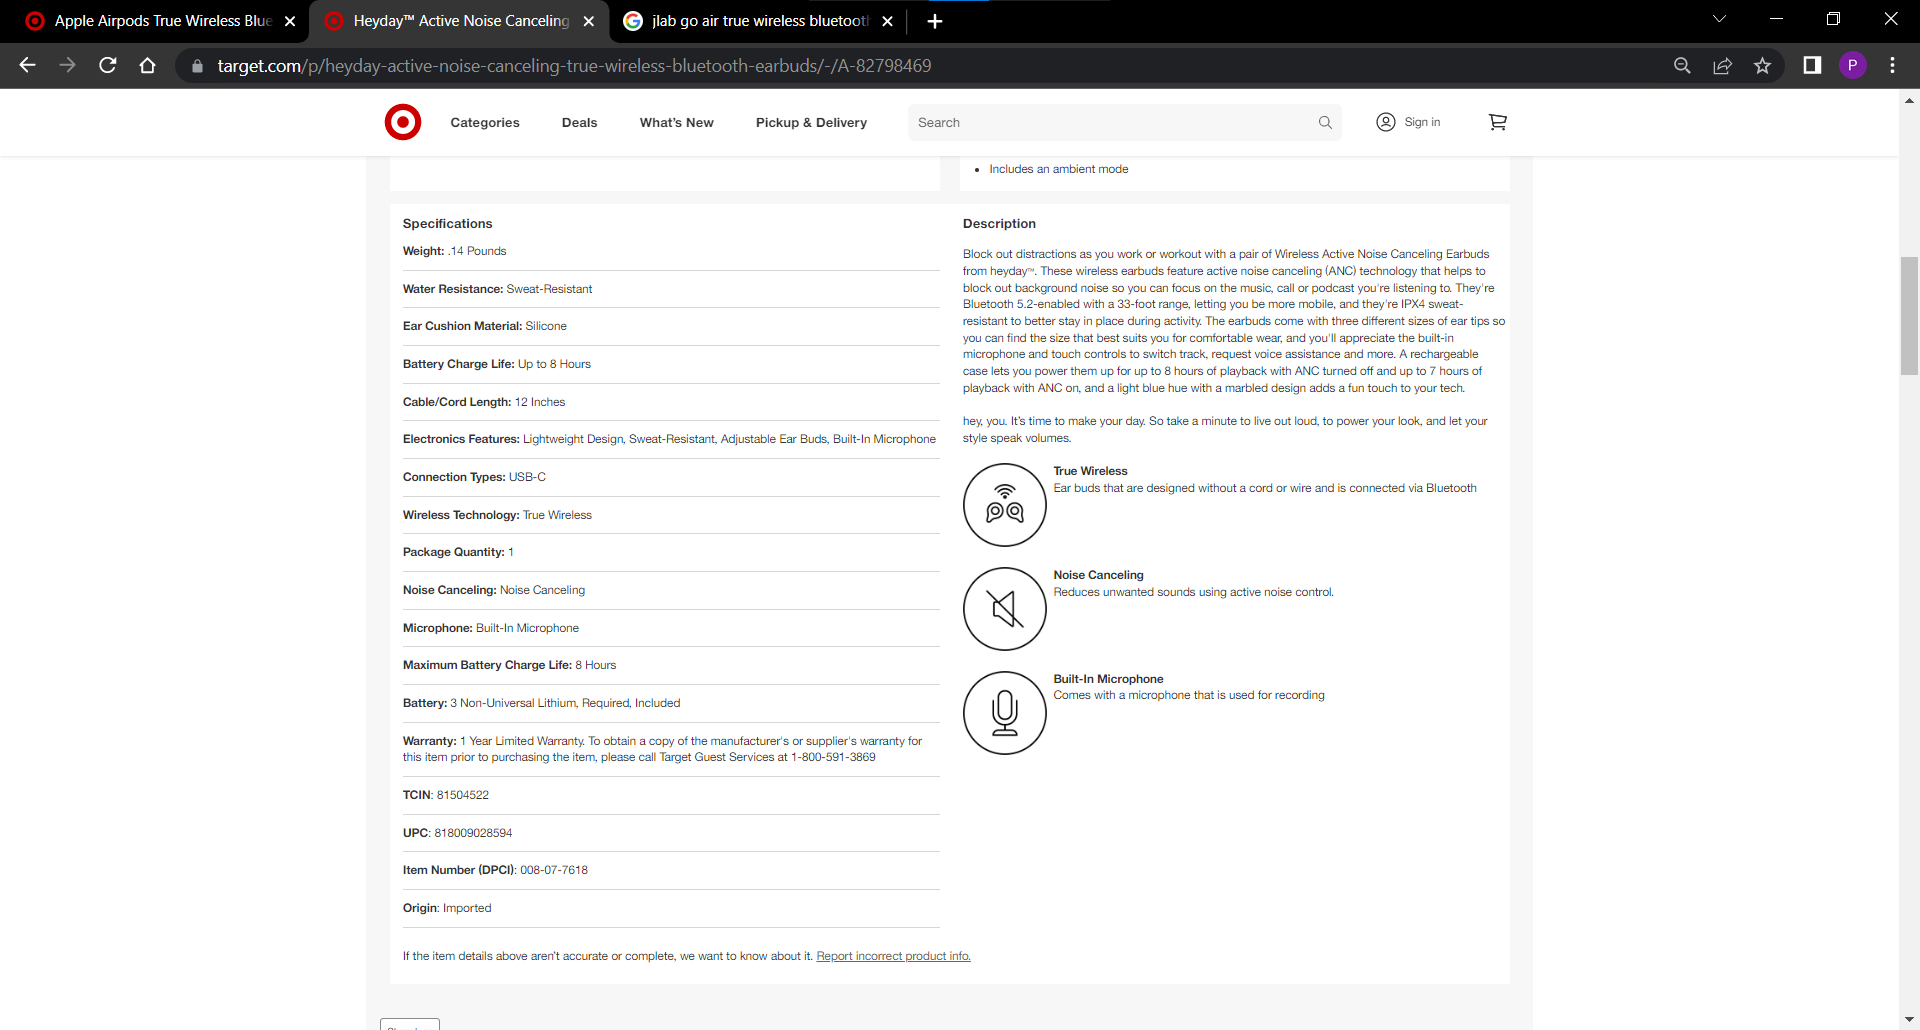 Apple Airpods True Wireless Blue
Heyday™ Active Noise Canceling
jlab go air true wireless bluetooth
target.com/p/heyday-active-noise-canceling-true-wireless-bluetooth-earbuds/-/A-82798469
P
Categories
Deals
What's New
Pickup & Delivery
Search
Sign in
• Includes an ambient mode
Specifications
Weight: .14 Pounds
Water Resistance: Sweat-Resistant
Ear Cushion Material: Silicone
Battery Charge Life: Up to 8 Hours
Cable/Cord Length: 12 Inches
Electronics Features: Lightweight Design, Sweat-Resistant, Adjustable Ear Buds, Built-In Microphone
Connection Types: USB-C
Wireless Technology: True Wireless
Package Quantity: 1
Noise Canceling: Noise Canceling
Microphone: Built-In Microphone
Maximum Battery Charge Life: 8 Hours
Battery: 3 Non-Universal Lithium, Required, Included
Warranty: 1 Year Limited Warranty. To obtain a copy of the manufacturer's or supplier's warranty for
this item prior to purchasing the item, please call Target Guest Services at 1-800-591-3869
TCIN: 81504522
UPC: 818009028594
Item Number (DPCI): 008-07-7618
Origin: Imported
If the item details above aren't accurate or complete, we want to know about it. Report incorrect product info.
Description
Block out distractions as you work or workout with a pair of Wireless Active Noise Canceling Earbuds
from heyday™. These wireless earbuds feature active noise canceling (ANC) technology that helps to
block out background noise so you can focus on the music, call or podcast you're listening to. They're
Bluetooth 5.2-enabled with a 33-foot range, letting you be more mobile, and they're IPX4 sweat-
resistant to better stay in place during activity. The earbuds come with three different sizes of ear tips so
you can find the size that best suits you for comfortable wear, and you'll appreciate the built-in
microphone and touch controls to switch track, request voice assistance and more. A rechargeable
case lets you power them up for up to 8 hours of playback with ANC turned off and up to 7 hours of
playback with ANC on, and a light blue hue with a marbled design adds a fun touch to your tech.
hey, you. It's time to make your day. So take a minute to live out loud, to power your look, and let your
style speak volumes.
True Wireless
Ear buds that are designed without a cord or wire and is connected via Bluetooth
Noise Canceling
Reduces unwanted sounds using active noise control.
Built-In Microphone
Comes with a microphone that is used for recording